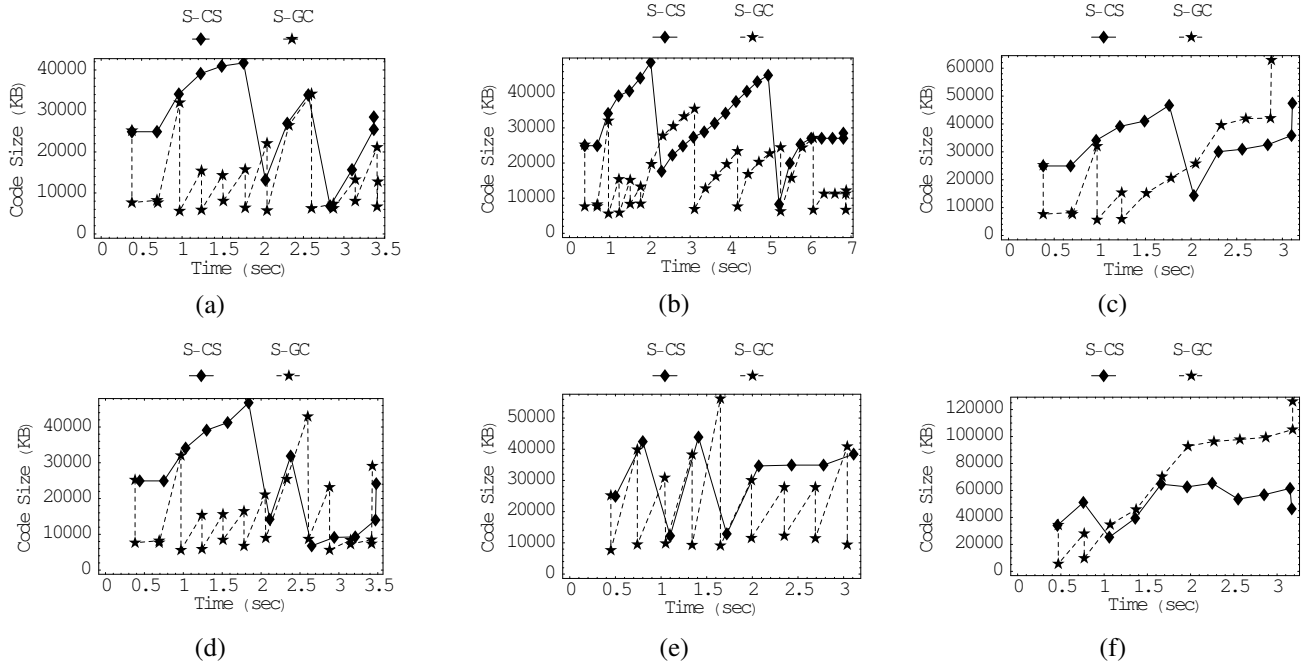 S-CS S-GC
Code Size (KB)
40000
30000
20000
10000
0
0 0.5 1 1.5 2 2.5 3 3.5
Time (sec)
(a)
S-CS S-GC
Code Size (KB)
40000
30000
20000
10000
0
0 1 2 3 4 5 6 7
Time (sec)
(b)
S-CS S-GC
Code Size (KB)
60000
50000
40000
30000
20000
10000
0
0 0.5 1 1.5 2 2.5 3
Time (sec)
(c)
S-CS S-GC
Code Size (KB)
40000
30000
20000
10000
0
0 0.5 1 1.5 2 2.5 3 3.5
Time (sec)
(d)
S-CS S-GC
Code Size (KB)
50000
40000
30000
20000
10000
0
0 0.5 1 1.5 2 2.5 3
Time (sec)
(e)
S-CS S-GC
Code Size (KB)
120000
100000
80000
60000
40000
20000
0
0 0.5 1 1.5 2 2.5 3
Time (sec)
(f)